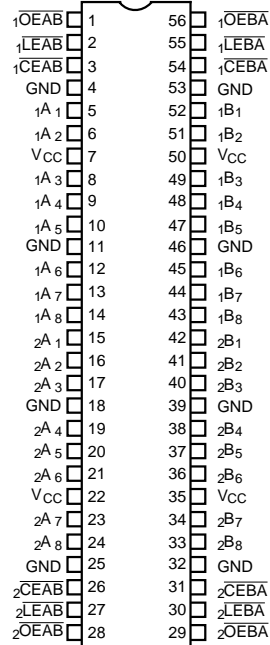 1OEAB 1 56 1OEBA
1LEAB 2 55 1LEBA
1CEAB 3 54 1CEBA
GND 4 53 GND
1A1 5 52 1B1
1A2 6 51 1B2
VCC 7 50 VCC
1A3 8 49 1B3
1A4 9 48 1B4
1A5 10 47 1B5
GND 11 46 GND
1A6 12 45 1B6
1A7 13 44 1B7
1A8 14 43 1B8
2A1 15 42 2B1
2A2 16 41 2B2
2A3 17 40 2B3
GND 18 39 GND
2A4 19 38 2B4
2A5 20 37 2B5
2A6 21 36 2B6
VCC 22 35 VCC
2A7 23 34 2B7
2A8 24 33 2B8
GND 25 32 GND
2CEAB 26 31 2CEBA
2LEAB 27 30 2LEBA
2OEAB 28 29 2OEBA